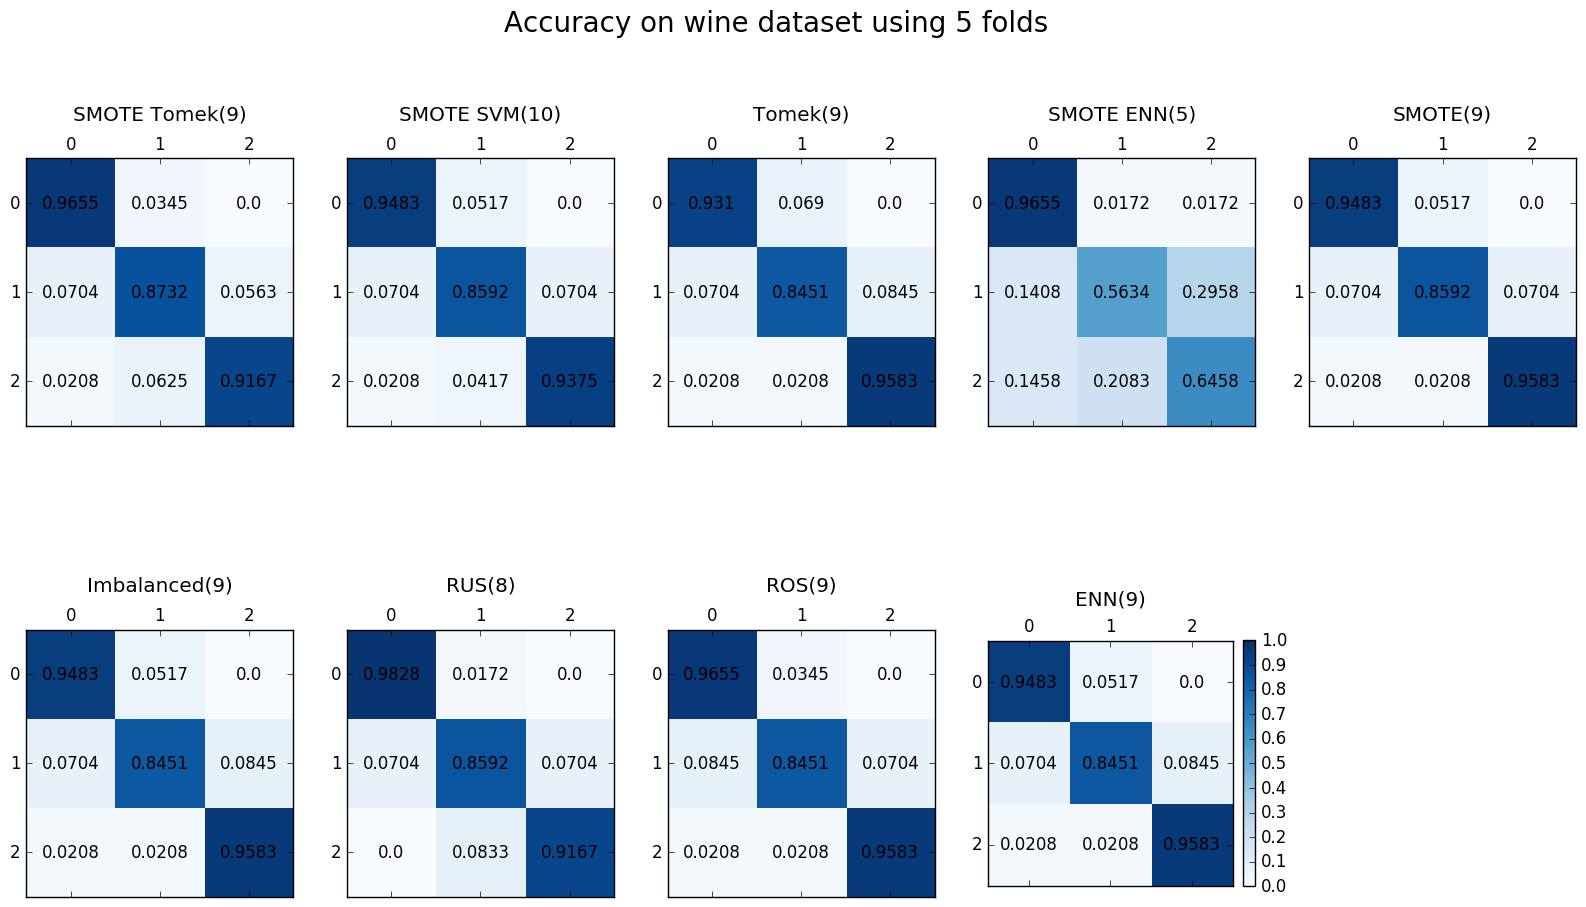 Accuracy on wine dataset using 5 folds
SMOTE Tomek(9)
0 1 2
0 0.9655 0.0345 0.0
1 0.0704 0.8732 0.0563
2 0.0208 0.0625 0.9167
SMOTE SVM(10)
0 1 2
0 0.9483 0.0517 0.0
1 0.0704 0.8592 0.0704
2 0.0208 0.0417 0.9375
Tomek(9)
0 1 2
0 0.931 0.069 0.0
1 0.0704 0.8451 0.0845
2 0.0208 0.0208 0.9583
SMOTE ENN(5)
0 1 2
0 0.9655 0.0172 0.0172
1 0.1408 0.5634 0.2958
2 0.1458 0.2083 0.6458
SMOTE(9)
0 1 2
0 0.9483 0.0517 0.0
1 0.0704 0.8592 0.0704
2 0.0208 0.0208 0.9583
Imbalanced(9)
0 1 2
0 0.9483 0.0517 0.0
1 0.0704 0.8451 0.0845
2 0.0208 0.0208 0.9583
RUS(8)
0 1 2
0 0.9828 0.0172 0.0
1 0.0704 0.8592 0.0704
2 0.0 0.0833 0.9167
ROS(9)
0 1 2
0 0.9655 0.0345 0.0
1 0.0845 0.8451 0.0704
2 0.0208 0.0208 0.9583
ENN(9)
0 1 2
0 0.9483 0.0517 0.0
1 0.0704 0.8451 0.0845
2 0.0208 0.0208 0.9583
1.0
0.9
0.8
0.7
0.6
0.5
0.4
0.3
0.2
0.1
0.0